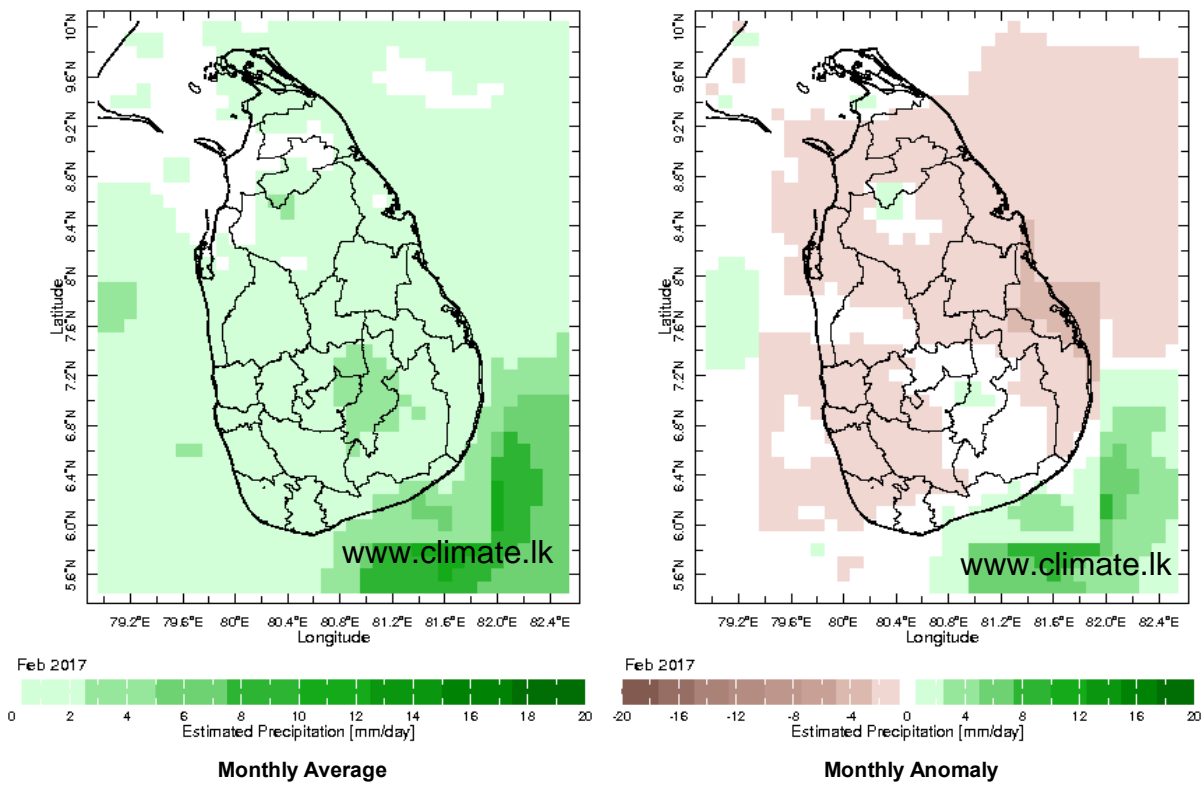 10°N
9.6°N
9.2°N
8.8°N
8.4°N
8°N
7.6°N
7.2°N
6.8°N
6.4°N
6.0°N
5.6°N
Latitude
www.climate.lk
79.2°E 79.6°E 80°E 80.4°E 80.8°E 81.2°E 81.6°E 82.0°E 82.4°E
Longitude
Feb 2017
0 2 4 6 8 10 12 14 16 18 20
Estimated Precipitation [mm/day]
Monthly Average
10°N
9.6°N
9.2°N
8.8°N
8.4°N
8°N
7.6°N
7.2°N
6.8°N
6.4°N
6.0°N
5.6°N
Latitude
www.climate.lk
79.2°E 79.6°E 80°E 80.4°E 80.8°E 81.2°E 81.6°E 82.0°E 82.4°E
Longitude
Feb 2017
-20 -16 -12 -8 -4 0 4 8 12 16 20
Estimated Precipitation [mm/day]
Monthly Anomaly